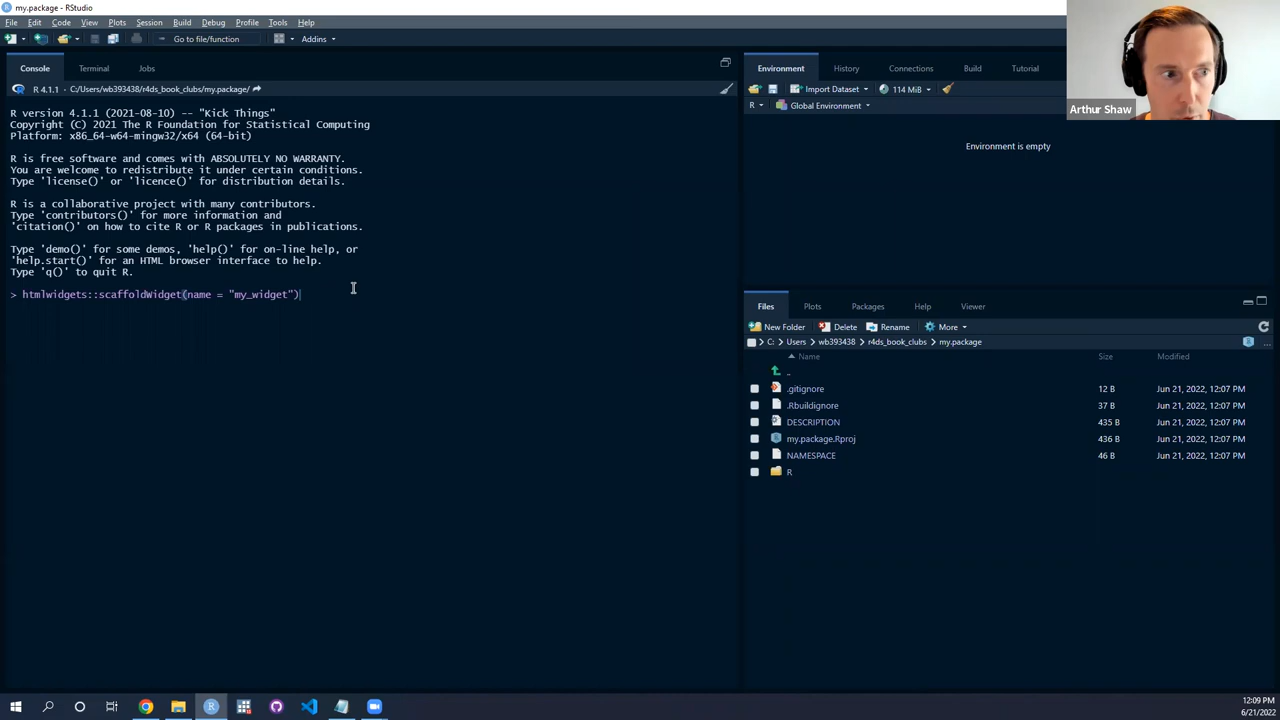 my.package - RStudio
File Edit Code View Plots Session Build Debug Profile Tools Help
Go to file/function Addins
Console Terminal Jobs
R 4.1.1 · C:/Users/wb393438/r4ds_book_clubs/my.package/
R version 4.1.1 (2021-08-10) -- "Kick Things"
Copyright (C) 2021 The R Foundation for Statistical Computing
Platform: x86_64-w64-mingw32/x64 (64-bit)
R is free software and comes with ABSOLUTELY NO WARRANTY.
You are welcome to redistribute it under certain conditions.
Type 'license()' or 'licence()' for distribution details.
R is a collaborative project with many contributors.
Type 'contributors()' for more information and
'citation()' on how to cite R or R packages in publications.
Type 'demo()' for some demos, 'help()' for on-line help, or
'help.start()' for an HTML browser interface to help.
Type 'q()' to quit R.
> htmlwidgets::scaffoldWidget(name = "my_widget")
Environment History Connections Build Tutorial
Import Dataset 114 MiB
R Global Environment
Environment is empty
Arthur Shaw
Files Plots Packages Help Viewer
New Folder Delete Rename More
C: Users wb393438 r4ds_book_clubs my.package
Name Size Modified
..
.gitignore 12 B Jun 21, 2022, 12:07 PM
.Rbuildignore 37 B Jun 21, 2022, 12:07 PM
DESCRIPTION 435 B Jun 21, 2022, 12:07 PM
my.package.Rproj 436 B Jun 21, 2022, 12:07 PM
NAMESPACE 46 B Jun 21, 2022, 12:07 PM
R
12:09 PM
6/21/2022